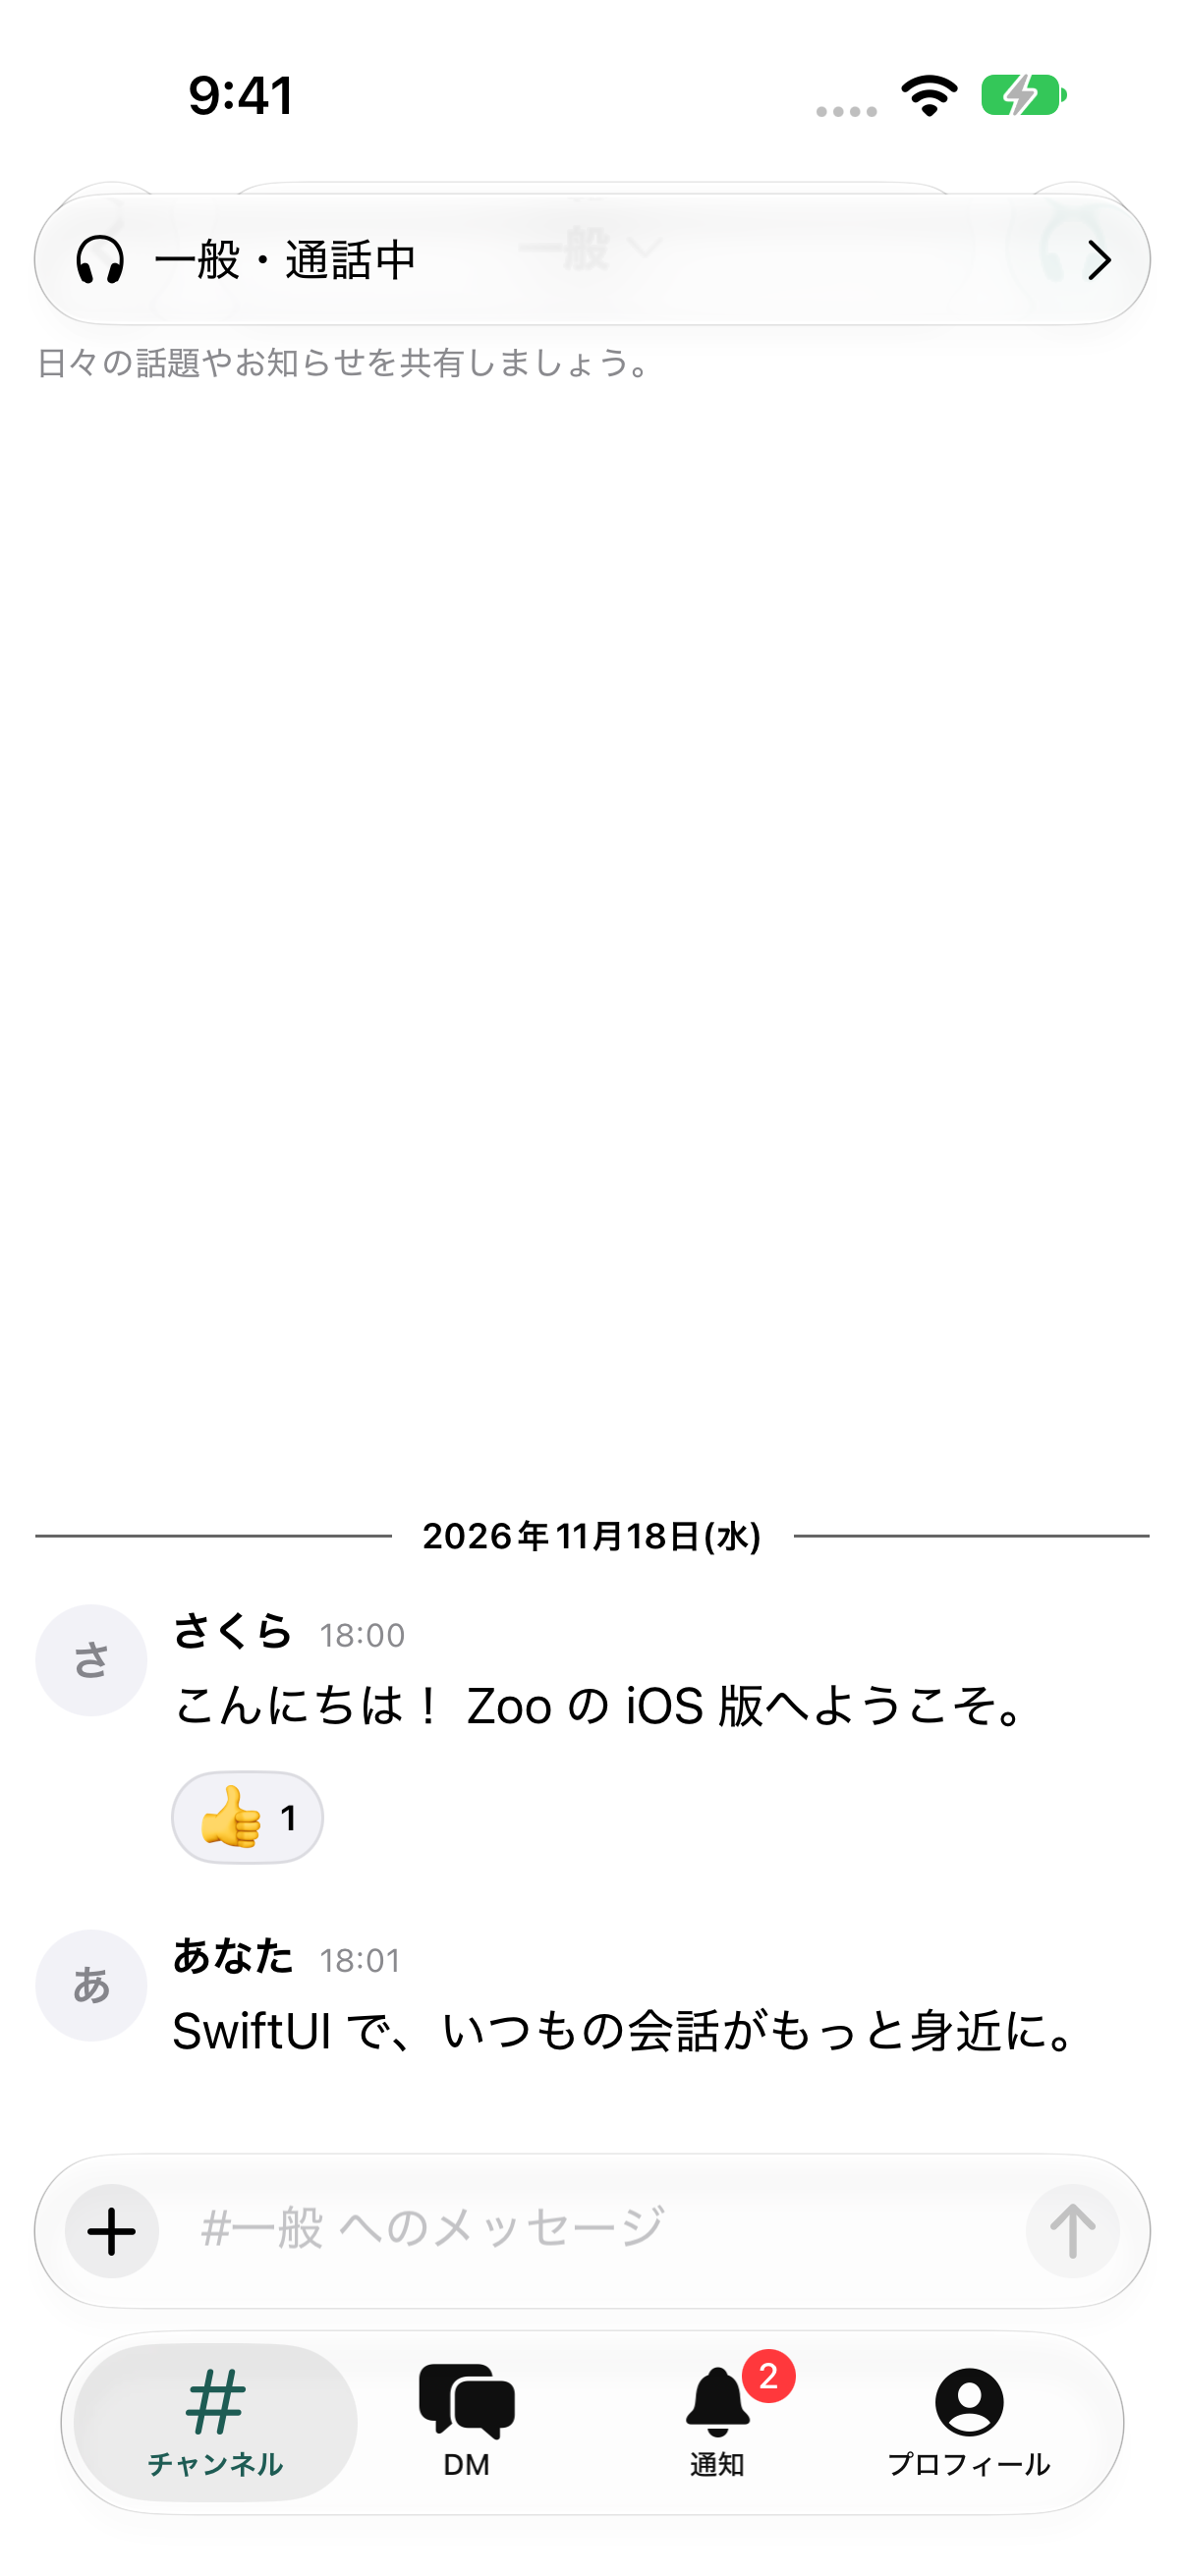 9:41
一般・通話中
一般
日々の話題やお知らせを共有しましょう。
2026年11月18日(水)
さ
さくら 18:00
こんにちは！ Zoo の iOS 版へようこそ。
👍 1
あ
あなた 18:01
SwiftUI で、いつもの会話がもっと身近に。
#一般 へのメッセージ
2
チャンネル DM 通知 プロフィール